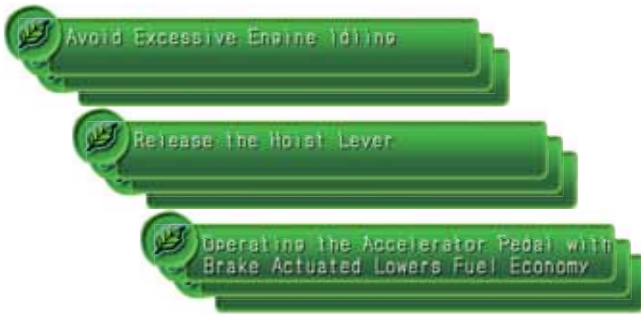 Avoid Excessive Engine Idling
Release the Hoist Lever
Operating the Accelerator Pedal with
Brake Actuated Lowers Fuel Economy